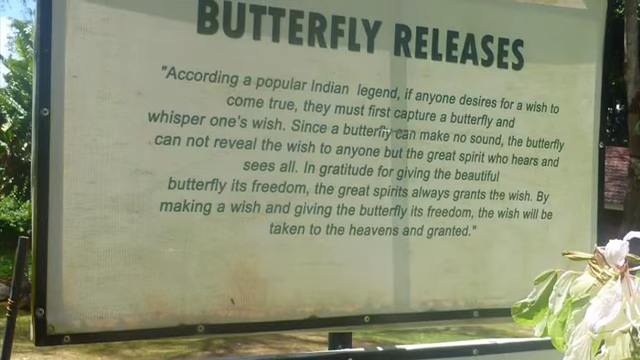 BUTTERFLY RELEASES
"According a popular Indian legend, if anyone desires for a wish to
come true, they must first capture a butterfly and
whisper one's wish. Since a butterfly can make no sound, the butterfly
can not reveal the wish to anyone but the great spirit who hears and
sees all. In gratitude for giving the beautiful
butterfly its freedom, the great spirits always grants the wish. By
making a wish and giving the butterfly its freedom, the wish will be
taken to the heavens and granted."